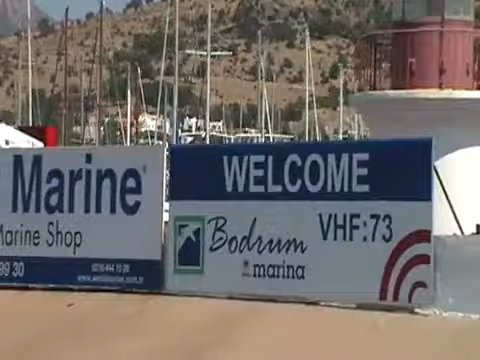 Marine
Marine Shop
99 30
WELCOME
Bodrum
marina
VHF:73